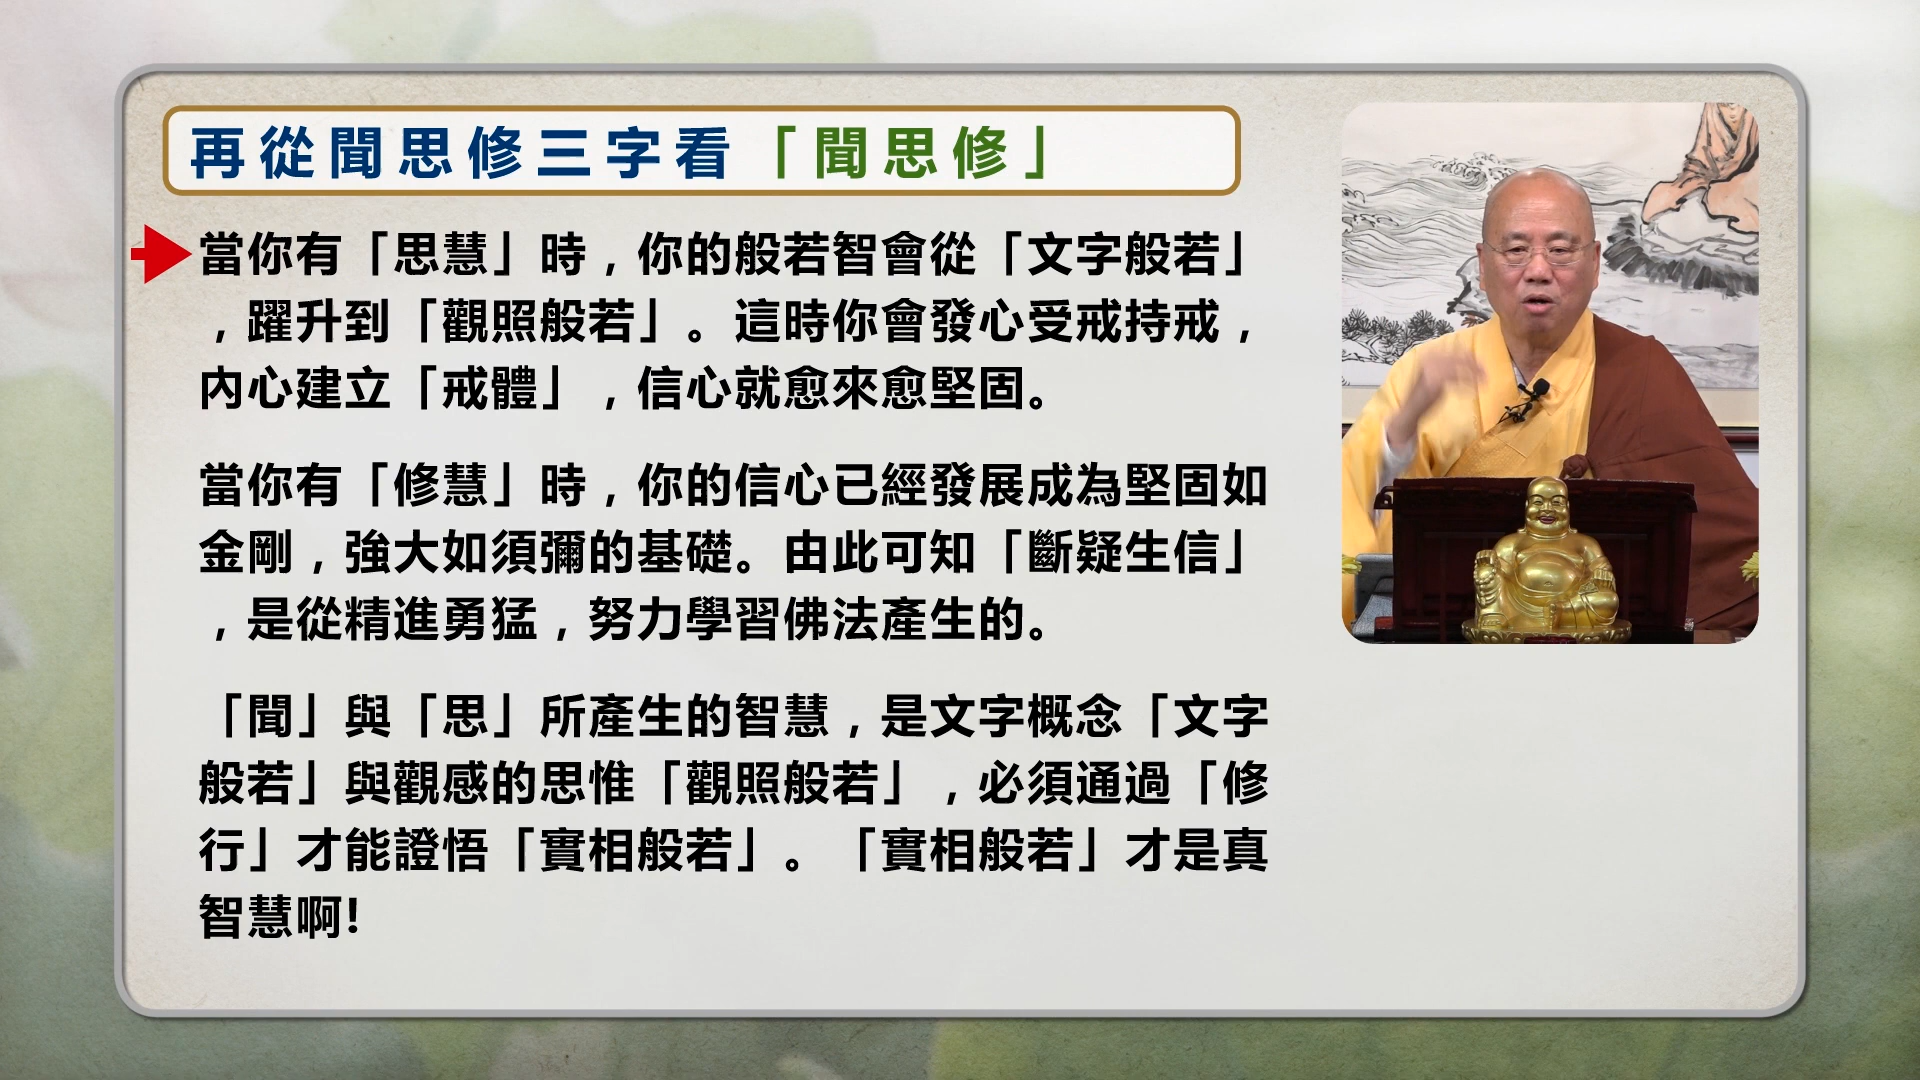 再從聞思修三字看「聞思修」
當你有「思慧」時，你的般若智會從「文字般若」
，躍升到「觀照般若」。這時你會發心受戒持戒，
內心建立「戒體」，信心就愈來愈堅固。
當你有「修慧」時，你的信心已經發展成為堅固如
金剛，強大如須彌的基礎。由此可知「斷疑生信」
，是從精進勇猛，努力學習佛法產生的。
「聞」與「思」所產生的智慧，是文字概念「文字
般若」與觀感的思惟「觀照般若」，必須通過「修
行」才能證悟「實相般若」。「實相般若」才是真
智慧啊!